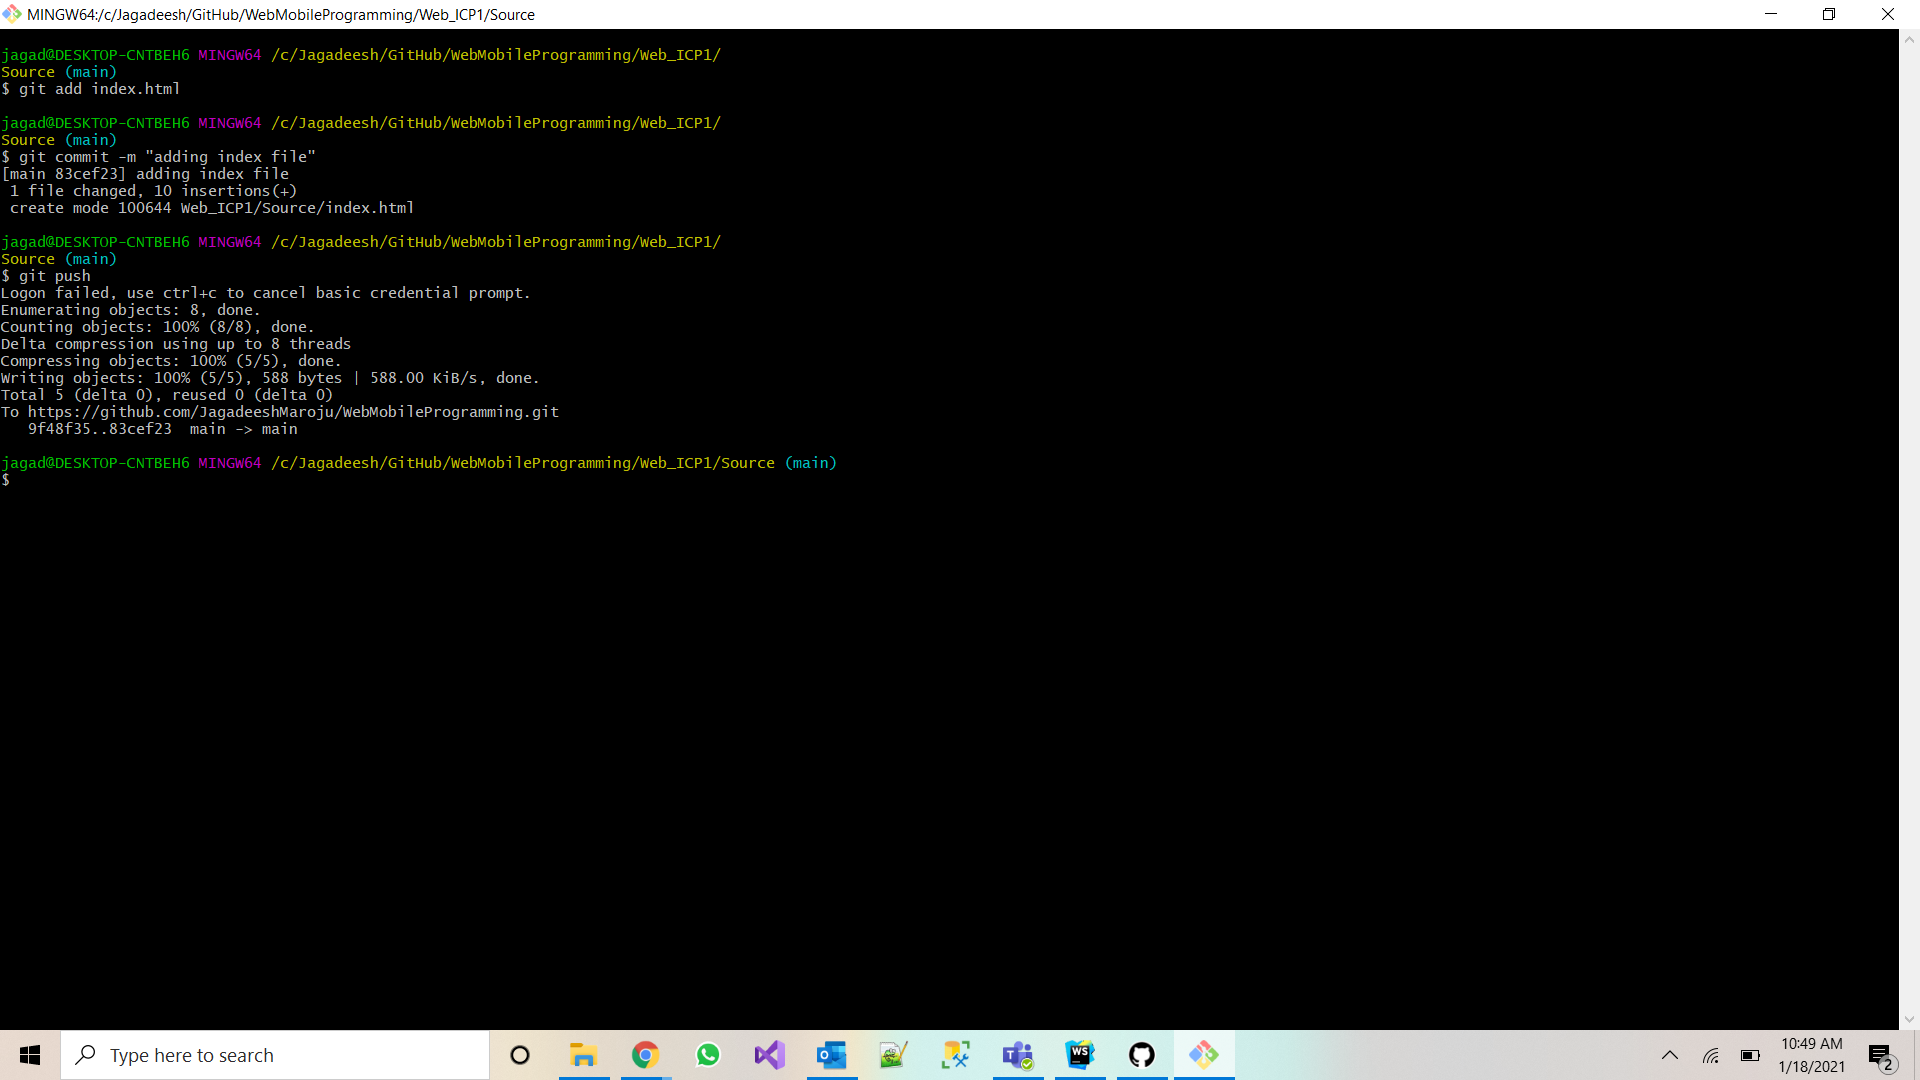 MINGW64:/c/Jagadeesh/GitHub/WebMobileProgramming/Web_ICP1/Source
jagad@DESKTOP-CNTBEH6 MINGW64 /c/Jagadeesh/GitHub/WebMobileProgramming/Web_ICP1/
Source (main)
$ git add index.html
jagad@DESKTOP-CNTBEH6 MINGW64 /c/Jagadeesh/GitHub/WebMobileProgramming/Web_ICP1/
Source (main)
$ git commit -m "adding index file"
[main 83cef23] adding index file
 1 file changed, 10 insertions(+)
 create mode 100644 Web_ICP1/Source/index.html
jagad@DESKTOP-CNTBEH6 MINGW64 /c/Jagadeesh/GitHub/WebMobileProgramming/Web_ICP1/
Source (main)
$ git push
Logon failed, use ctrl+c to cancel basic credential prompt.
Enumerating objects: 8, done.
Counting objects: 100% (8/8), done.
Delta compression using up to 8 threads
Compressing objects: 100% (5/5), done.
Writing objects: 100% (5/5), 588 bytes | 588.00 KiB/s, done.
Total 5 (delta 0), reused 0 (delta 0)
To https://github.com/JagadeeshMaroju/WebMobileProgramming.git
   9f48f35..83cef23  main -> main
jagad@DESKTOP-CNTBEH6 MINGW64 /c/Jagadeesh/GitHub/WebMobileProgramming/Web_ICP1/Source (main)
$
Type here to search
WS
10:49 AM
1/18/2021
2